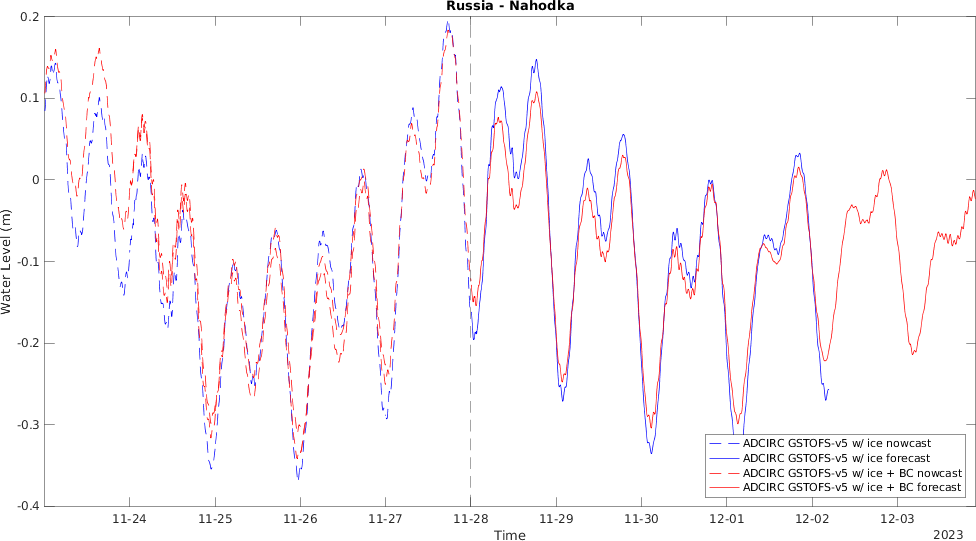 Russia - Nahodka
0.2
0.1
0
-0.1
-0.2
-0.3
-0.4
Water Level (m)
ADCIRC GSTOFS-v5 w/ ice nowcast
ADCIRC GSTOFS-v5 w/ ice forecast
ADCIRC GSTOFS-v5 w/ ice + BC nowcast
ADCIRC GSTOFS-v5 w/ ice + BC forecast
11-24 11-25 11-26 11-27 11-28 11-29 11-30 12-01 12-02 12-03
Time
2023